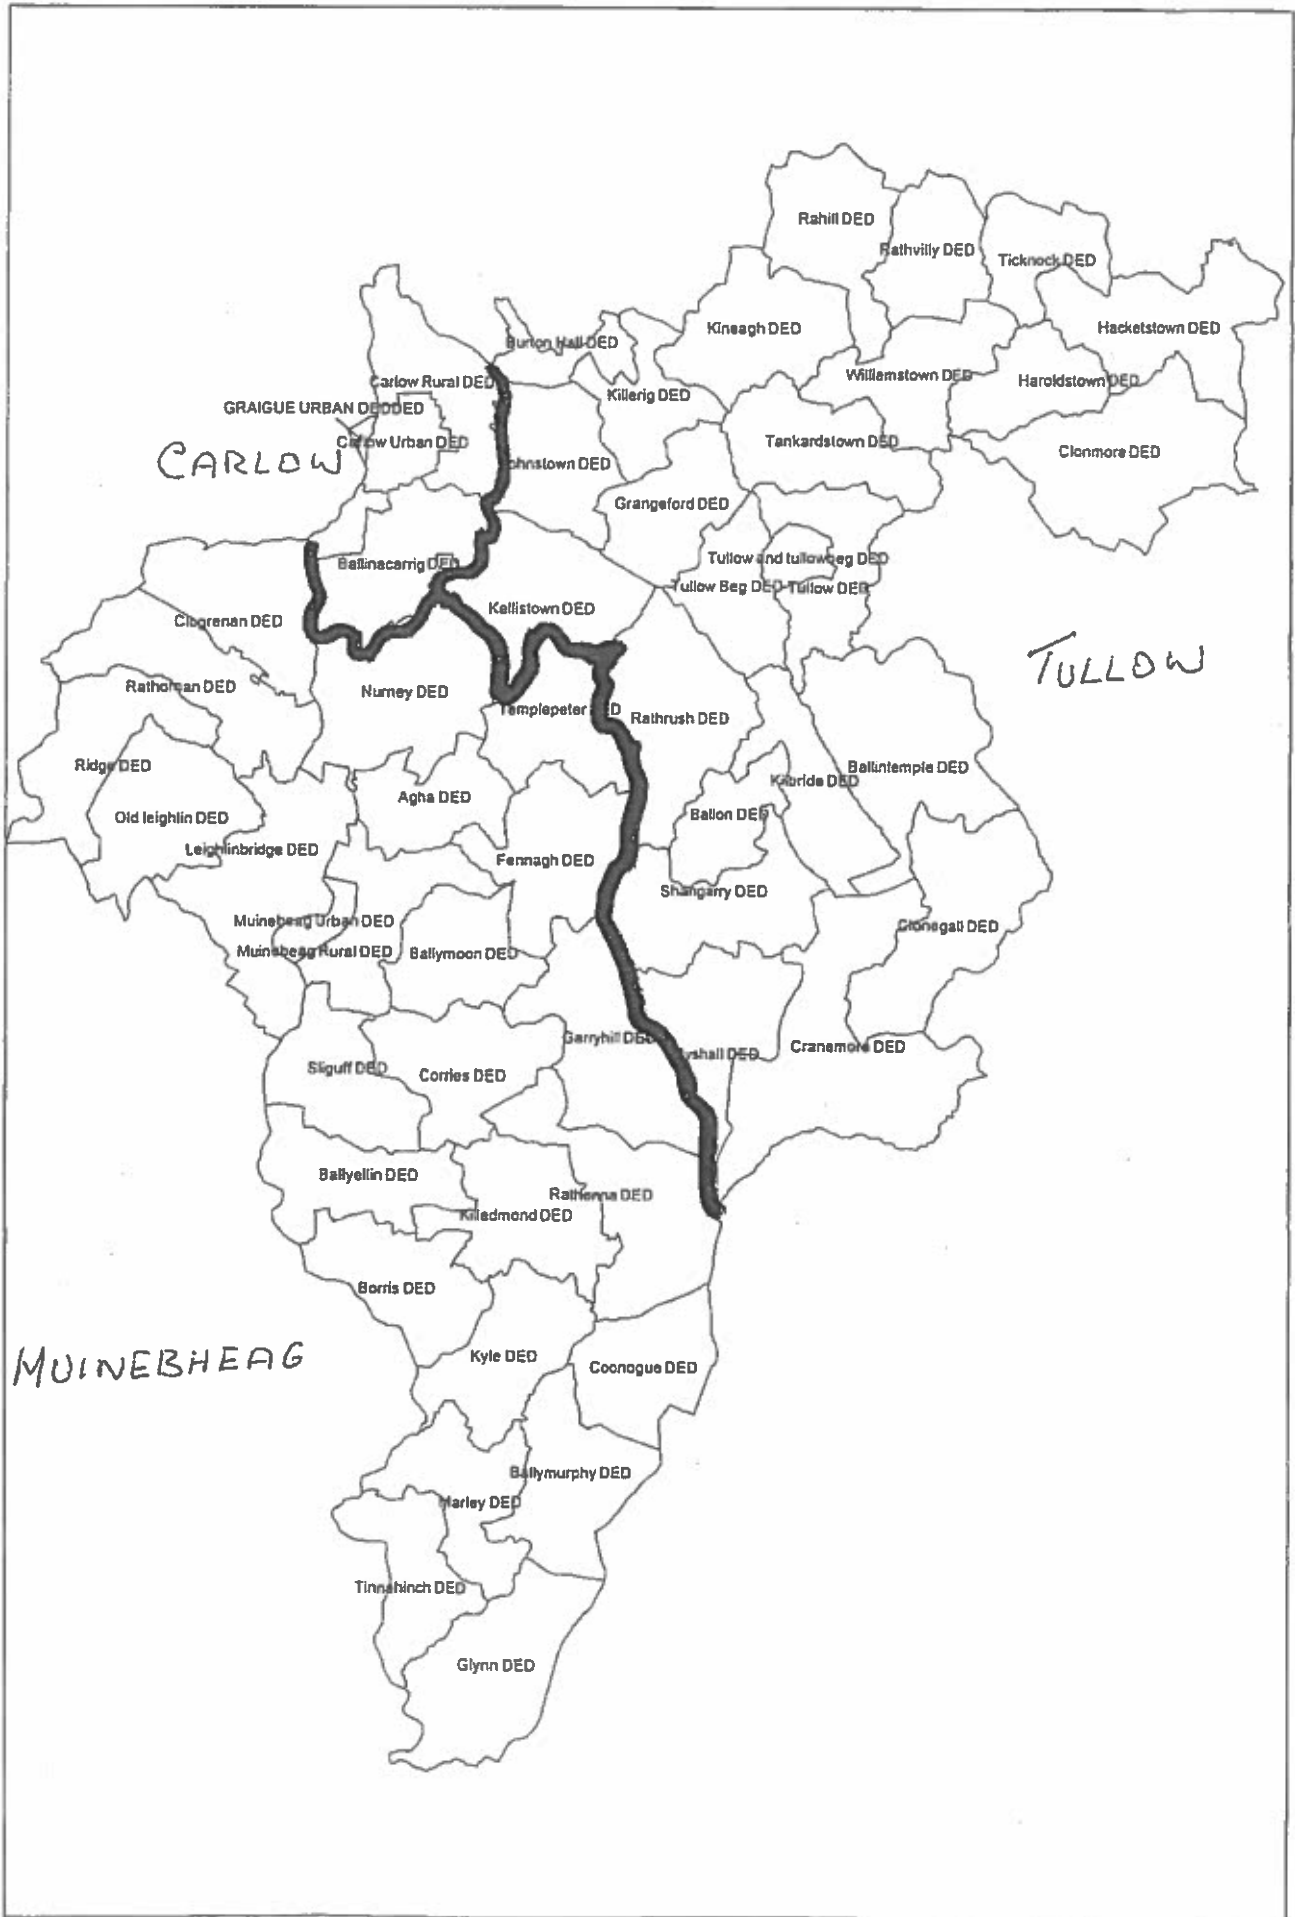 Rahill DED
Rathvilly DED
Ticknock DED
Kineagh DED
Hacketstown DED
Burton Hall DED
Williamstown DED
Haroldstown DED
Carlow Rural DED
Killerig DED
GRAIGUE URBAN DEDDED
Carlow Urban DED
Tankardstown DED
Clonmore DED
CARLOW
Johnstown DED
Grangeford DED
Ballinacarrig DED
Tullow and tullowbeg DED
Tullow Beg DED
Tullow DED
Kellistown DED
Clogrenan DED
TULLOW
Rathornan DED
Nurney DED
Templepeter DED
Rathrush DED
Ridge DED
Kilbride DED
Ballintemple DED
Agha DED
Ballon DED
Old leighlin DED
Leighlinbridge DED
Fennagh DED
Shangarry DED
Muinebeag Urban DED
Clonegall DED
Muinebeag Rural DED
Ballymoon DED
Garryhill DED
Myshall DED
Cranemore DED
Sliguff DED
Corries DED
Ballyellin DED
Rathanna DED
Killedmond DED
Borris DED
MUINEBHEAG
Kyle DED
Coonogue DED
Ballymurphy DED
Marley DED
Tinnahinch DED
Glynn DED